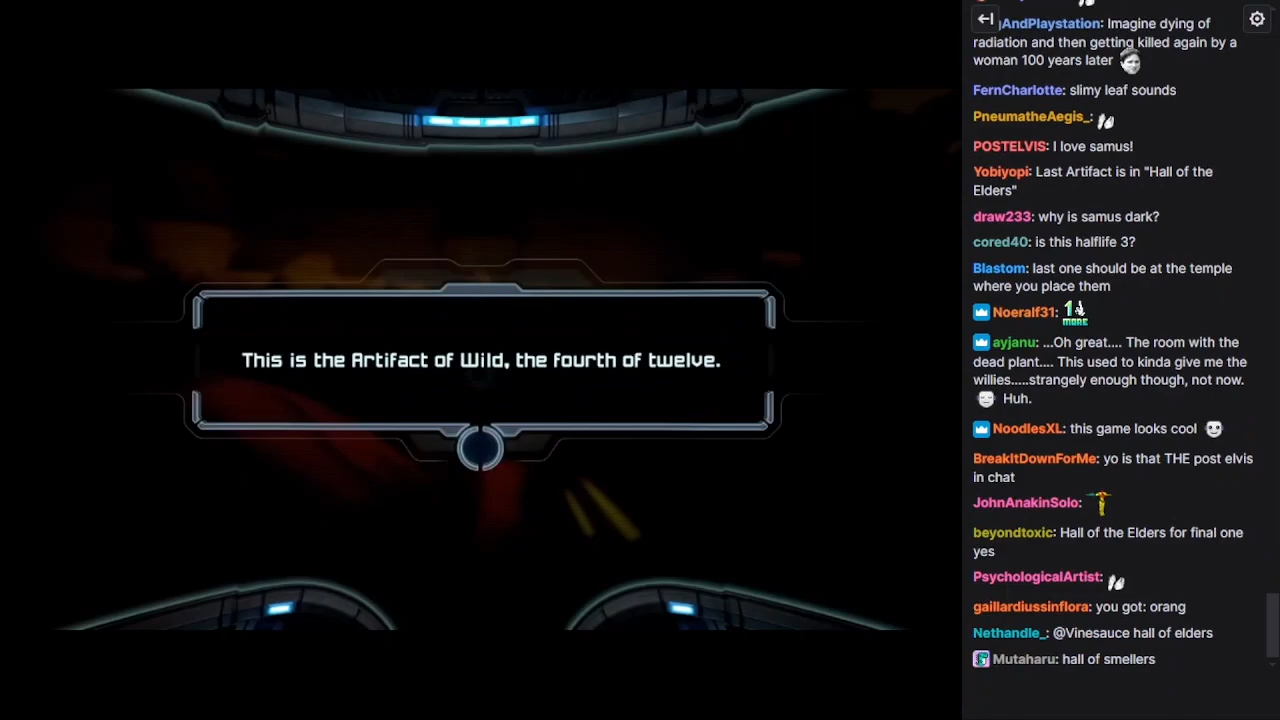 This is the Artifact of Wild, the fourth of twelve.
AndPlaystation: Imagine dying of
radiation and then getting killed again by a
woman 100 years later
FernCharlotte: slimy leaf sounds
PneumatheAegis_:
POSTELVIS: I love samus!
Yobiyopi: Last Artifact is in "Hall of the
Elders"
draw233: why is samus dark?
cored40: is this halflife 3?
Blastom: last one should be at the temple
where you place them
Noeralf31: 1 MORE
ayjanu: ...Oh great.... The room with the
dead plant.... This used to kinda give me the
willies.....strangely enough though, not now.
Huh.
NoodlesXL: this game looks cool
BreakItDownForMe: yo is that THE post elvis
in chat
JohnAnakinSolo:
beyondtoxic: Hall of the Elders for final one
yes
PsychologicalArtist:
gaillardiussinflora: you got: orang
Nethandle_: @Vinesauce hall of elders
Mutaharu: hall of smellers